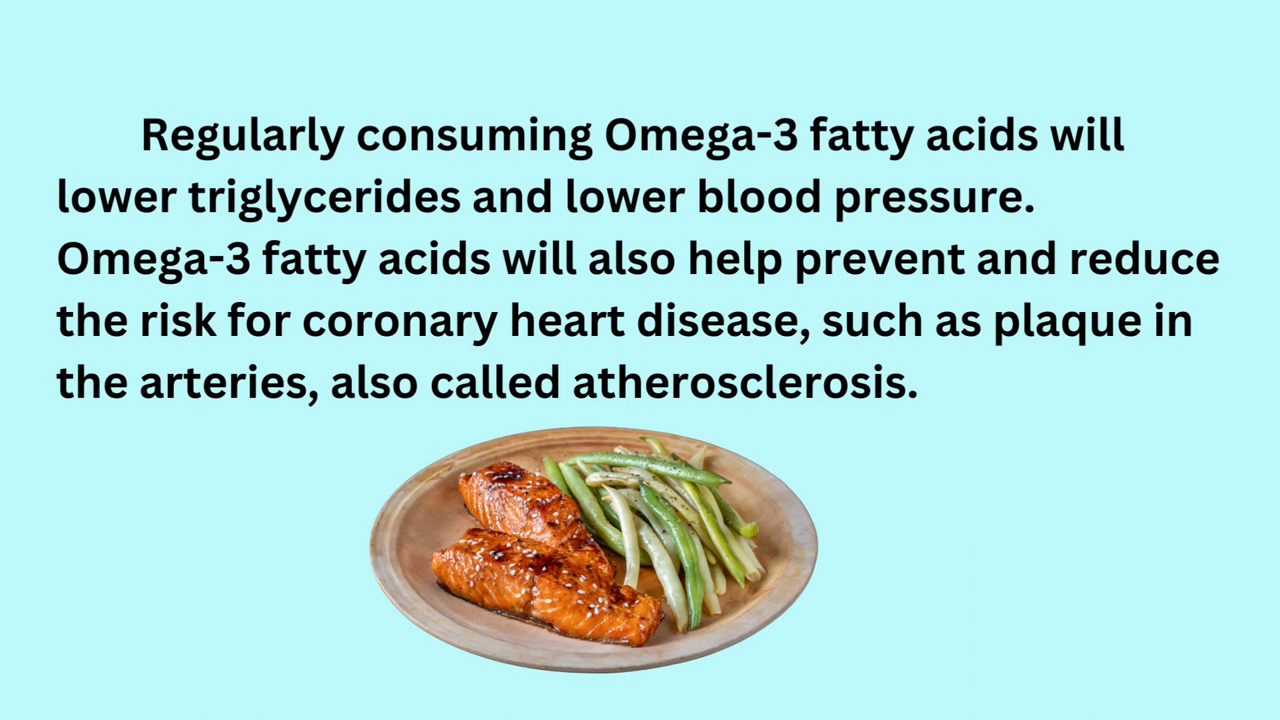 Regularly consuming Omega-3 fatty acids will
lower triglycerides and lower blood pressure.
Omega-3 fatty acids will also help prevent and reduce
the risk for coronary heart disease, such as plaque in
the arteries, also called atherosclerosis.